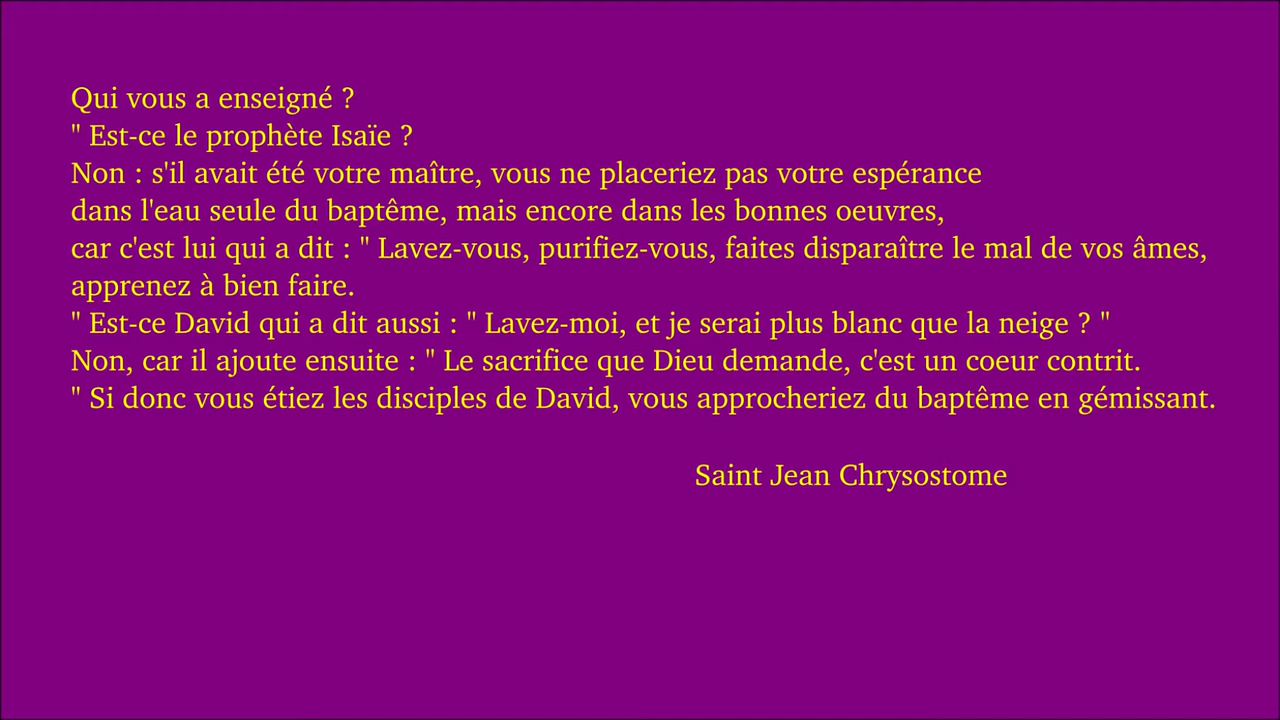 Qui vous a enseigné ?
" Est-ce le prophète Isaïe ?
Non : s'il avait été votre maître, vous ne placeriez pas votre espérance
dans l'eau seule du baptême, mais encore dans les bonnes oeuvres,
car c'est lui qui a dit : " Lavez-vous, purifiez-vous, faites disparaître le mal de vos âmes,
apprenez à bien faire.
" Est-ce David qui a dit aussi : " Lavez-moi, et je serai plus blanc que la neige ? "
Non, car il ajoute ensuite : " Le sacrifice que Dieu demande, c'est un coeur contrit.
" Si donc vous étiez les disciples de David, vous approcheriez du baptême en gémissant.
Saint Jean Chrysostome